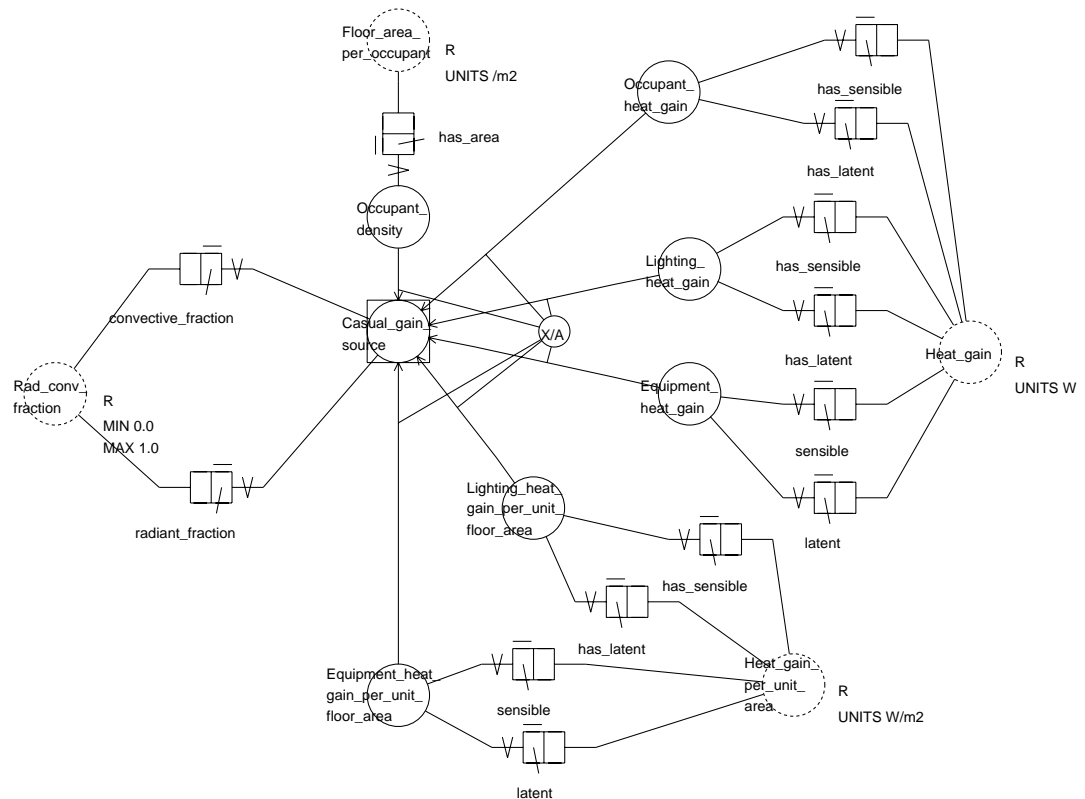 Floor_area_
per_occupant
R
UNITS /m2
has_area
Occupant_
density
Occupant_
heat_gain
has_sensible
has_latent
Lighting_
heat_gain
has_sensible
has_latent
convective_fraction
Casual_gain_
source
X/A
Heat_gain
R
UNITS W
Rad_conv_
fraction
R
MIN 0.0
MAX 1.0
Equipment_
heat_gain
sensible
latent
radiant_fraction
Lighting_heat_
gain_per_unit_
floor_area
has_sensible
has_latent
Equipment_heat_
gain_per_unit_
floor_area
sensible
latent
Heat_gain_
per_unit_
area
R
UNITS W/m2